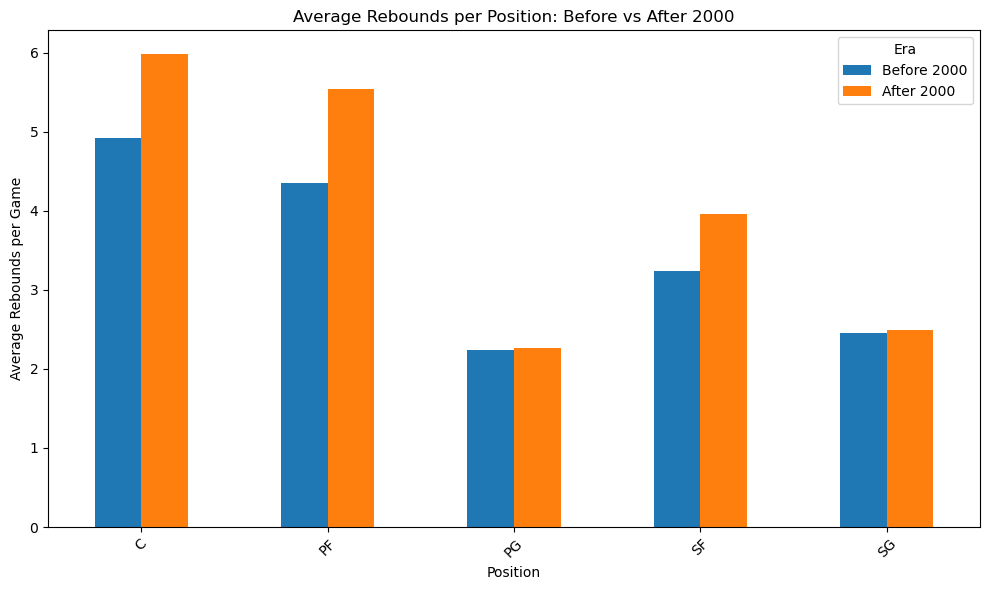 Average Rebounds per Position: Before vs After 2000
Era
Before 2000
After 2000
Average Rebounds per Game
6
5
4
3
2
1
0
C
PF
PG
SF
SG
Position